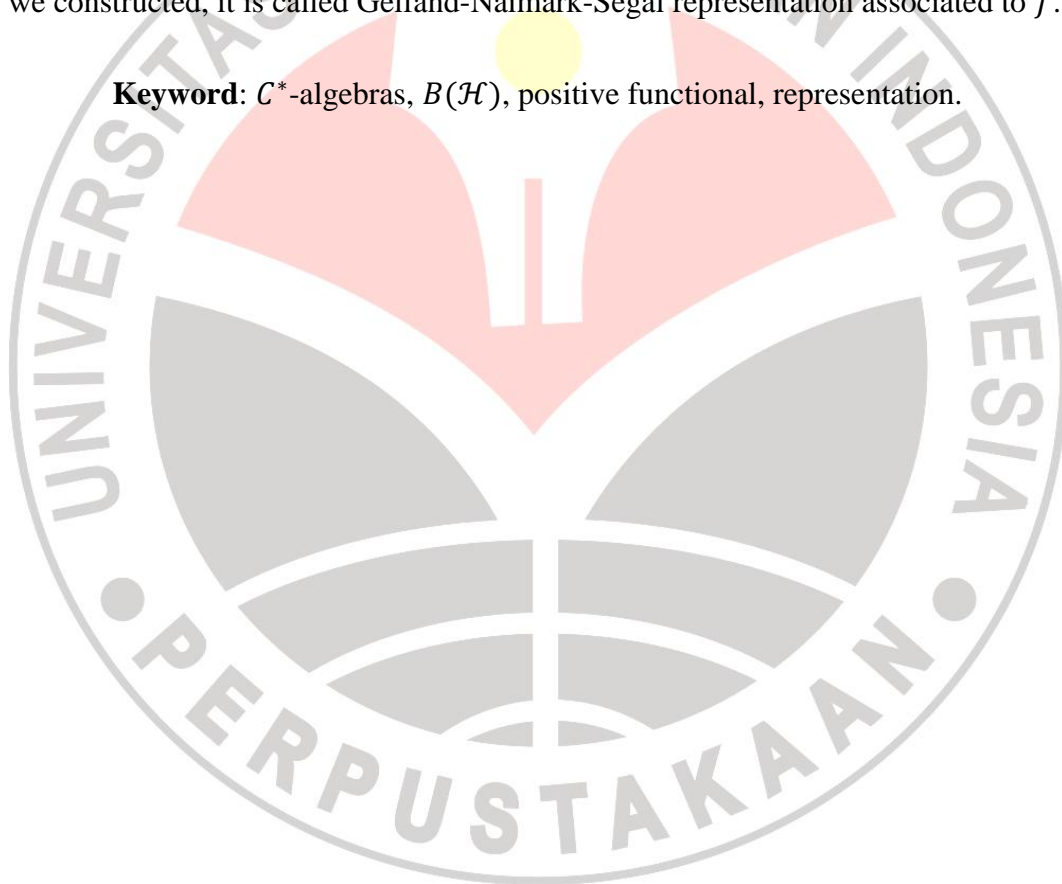 we constructed, it is called Gelfand-Naimark-Segal representation associated to f.
Keyword: C*-algebras, B(ℋ), positive functional, representation.
UNIVERSITAS
INDONESIA
PERPUSTAKAAN